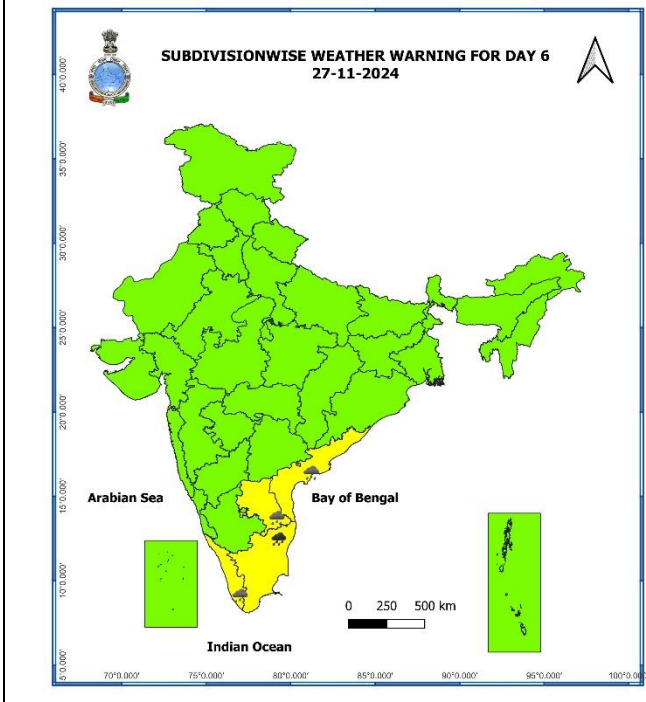 SUBDIVISIONWISE WEATHER WARNING FOR DAY 6
27-11-2024
40°0.000'
35°0.000'
30°0.000'
25°0.000'
20°0.000'
15°0.000'
10°0.000'
5°0.000'
Arabian Sea
Bay of Bengal
0 250 500 km
Indian Ocean
70°0.000' 75°0.000' 80°0.000' 85°0.000' 90°0.000' 95°0.000' 100°0.000'